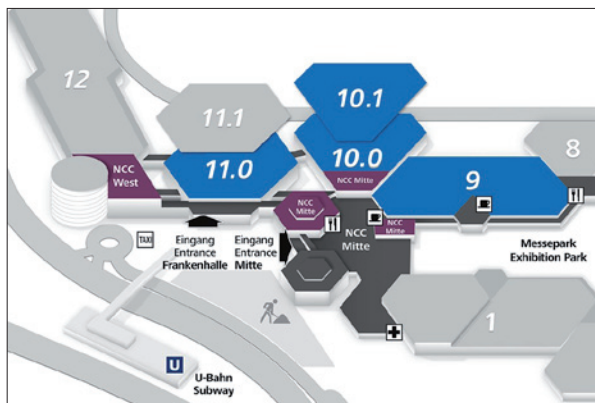 12
11.1
10.1
11.0
10.0
NCC Mitte
8
9
NCC
West
NCC
Mitte
NCC
Mitte
NCC
Mitte
TAXI
Eingang
Entrance
Frankenhalle
Eingang
Entrance
Mitte
Messepark
Exhibition Park
1
U
U-Bahn
Subway